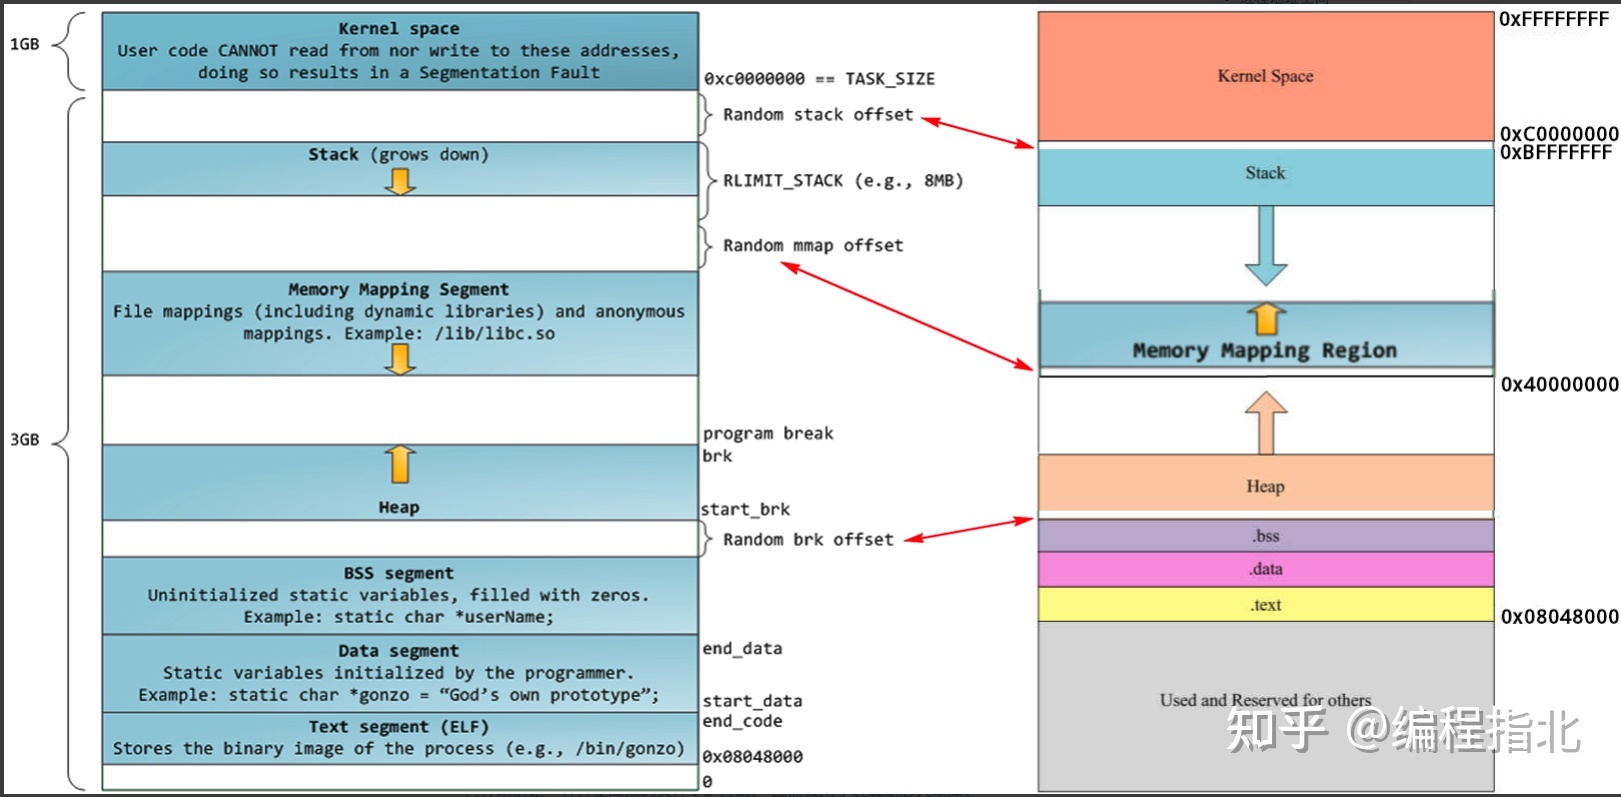 1GB
Kernel space
User code CANNOT read from nor write to these addresses,
doing so results in a Segmentation Fault
0xc0000000 == TASK_SIZE
Random stack offset
Stack (grows down)
RLIMIT_STACK (e.g., 8MB)
Random mmap offset
Memory Mapping Segment
File mappings (including dynamic libraries) and anonymous
mappings. Example: /lib/libc.so
3GB
program break
brk
Heap
start_brk
Random brk offset
BSS segment
Uninitialized static variables, filled with zeros.
Example: static char *userName;
Data segment
Static variables initialized by the programmer.
Example: static char *gonzo = “God’s own prototype”;
end_data
start_data
end_code
Text segment (ELF)
Stores the binary image of the process (e.g., /bin/gonzo)
0x08048000
0
0xFFFFFFFF
Kernel Space
0xC0000000
0xBFFFFFFF
Stack
Memory Mapping Region
0x40000000
Heap
.bss
.data
.text
0x08048000
Used and Reserved for others
知乎 @编程指北